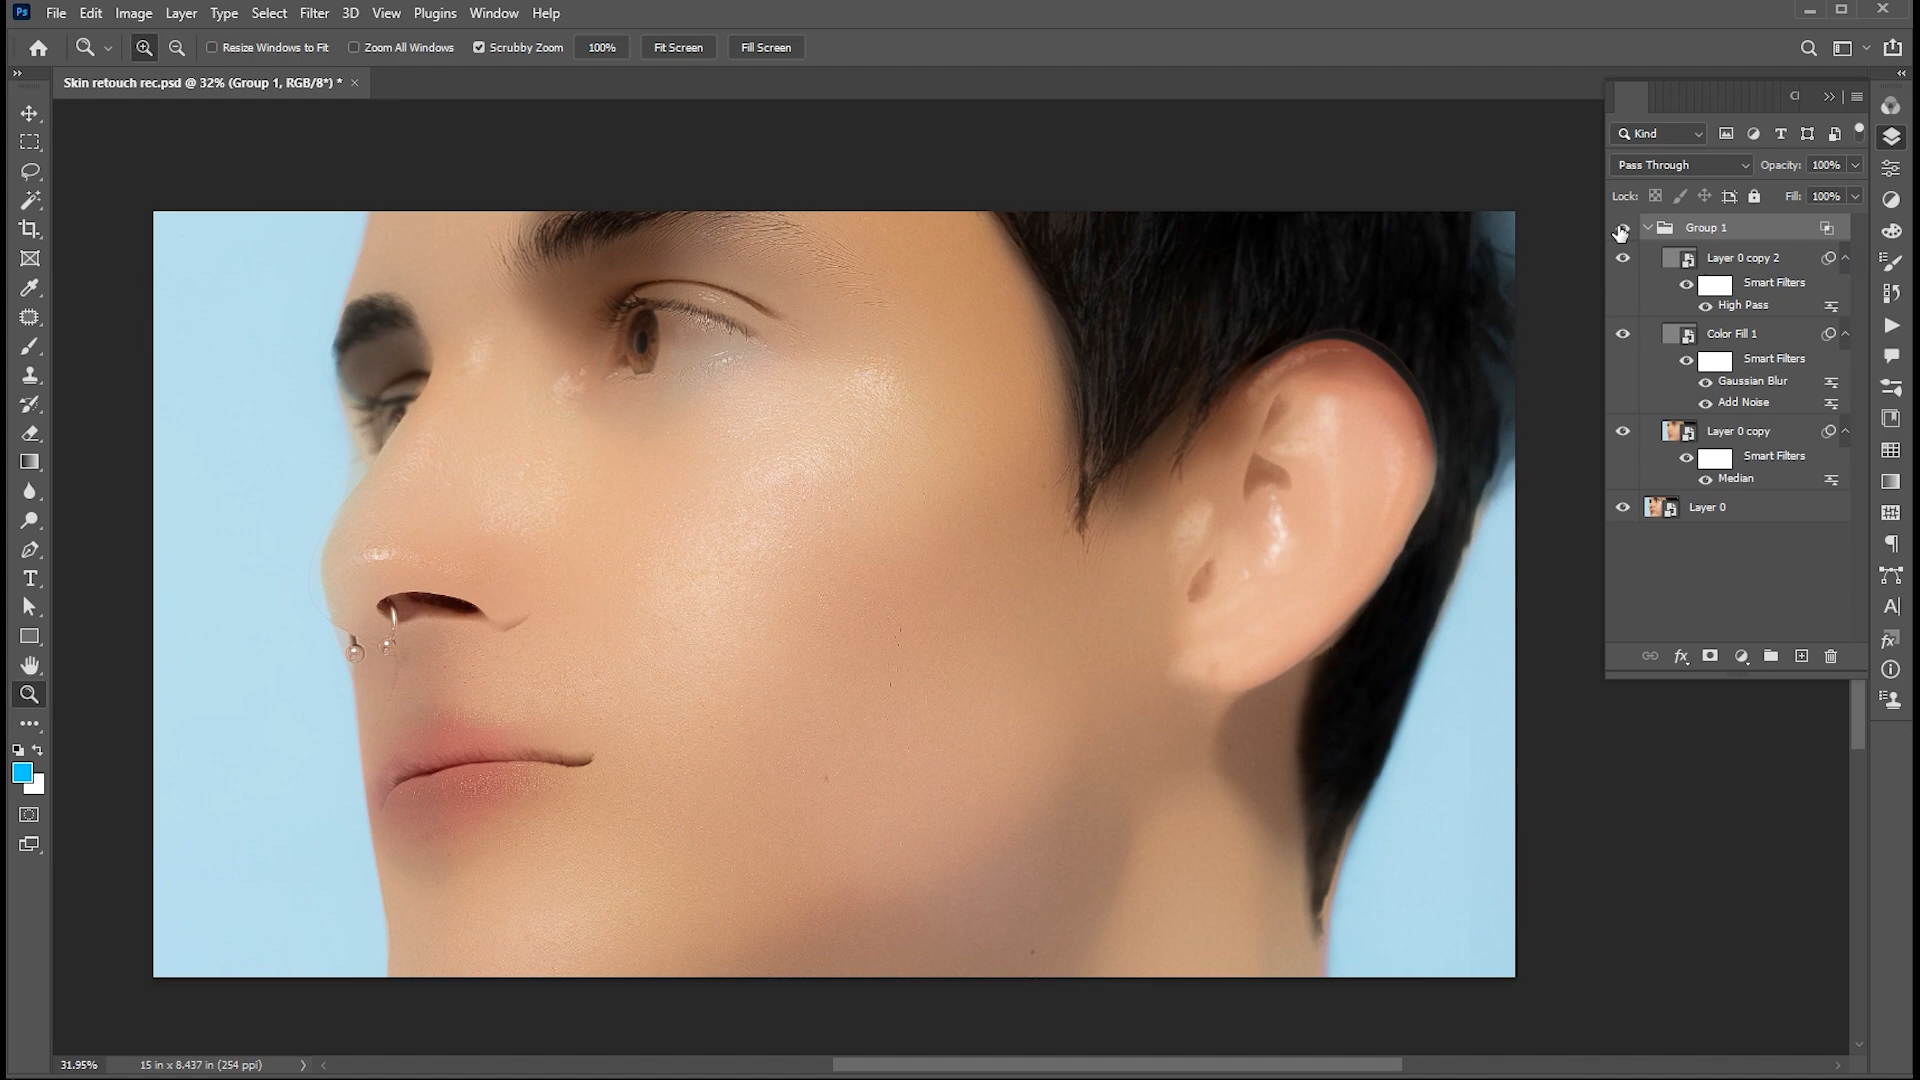 Ps File Edit Image Layer Type Select Filter 3D View Plugins Window Help
Resize Windows to Fit Zoom All Windows Scrubby Zoom 100% Fit Screen Fill Screen
Skin retouch rec.psd @ 32% (Group 1, RGB/8*) * ×
Kind
Pass Through Opacity: 100%
Lock: Fill: 100%
Group 1
Layer 0 copy 2
Smart Filters
High Pass
Color Fill 1
Smart Filters
Gaussian Blur
Add Noise
Layer 0 copy
Smart Filters
Median
Layer 0
fx
31.95% 15 in x 8.437 in (254 ppi)